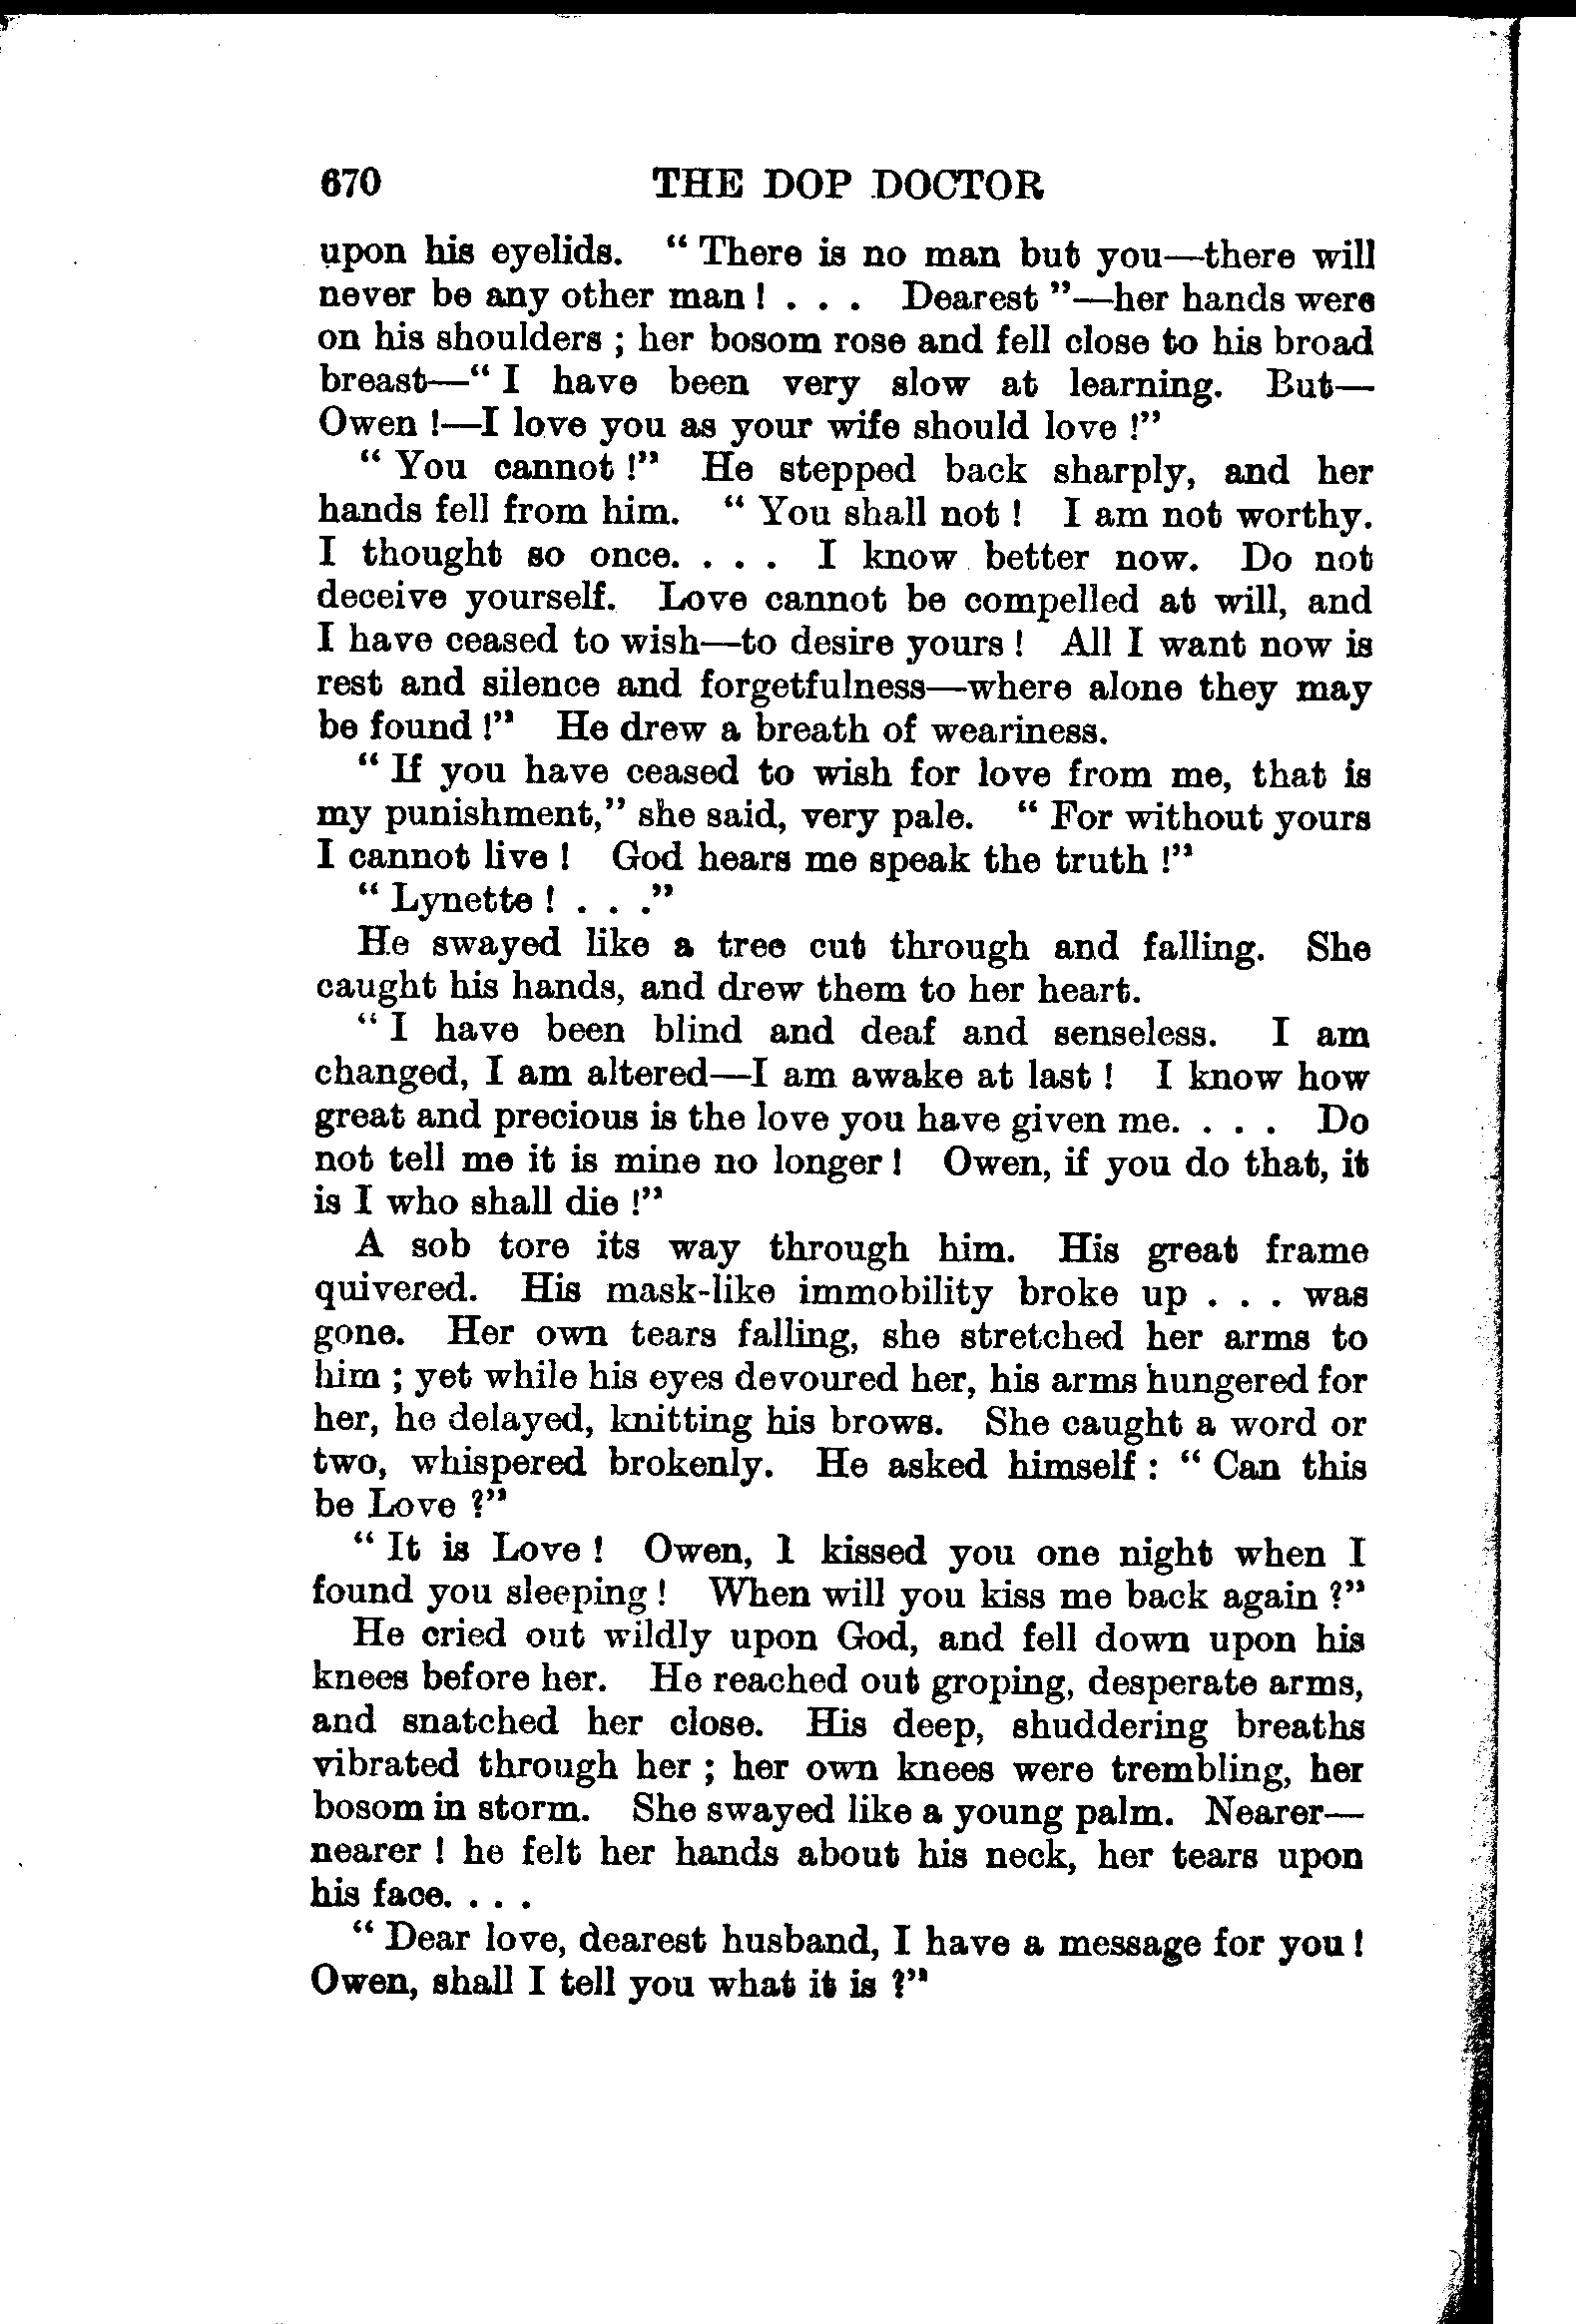 670 THE DOP DOCTOR
upon his eyelids. “ There is no man but you—there will
never be any other man ! . . . Dearest ”—her hands were
on his shoulders ; her bosom rose and fell close to his broad
breast—“ I have been very slow at learning. But—
Owen !—I love you as your wife should love !”
“ You cannot !” He stepped back sharply, and her
hands fell from him. “ You shall not ! I am not worthy.
I thought so once. . . . I know better now. Do not
deceive yourself. Love cannot be compelled at will, and
I have ceased to wish—to desire yours ! All I want now is
rest and silence and forgetfulness—where alone they may
be found !” He drew a breath of weariness.
“ If you have ceased to wish for love from me, that is
my punishment,” she said, very pale. “ For without yours
I cannot live ! God hears me speak the truth !”
“ Lynette ! . . .”
He swayed like a tree cut through and falling. She
caught his hands, and drew them to her heart.
“ I have been blind and deaf and senseless. I am
changed, I am altered—I am awake at last ! I know how
great and precious is the love you have given me. . . . Do
not tell me it is mine no longer ! Owen, if you do that, it
is I who shall die !”
A sob tore its way through him. His great frame
quivered. His mask-like immobility broke up . . . was
gone. Her own tears falling, she stretched her arms to
him ; yet while his eyes devoured her, his arms hungered for
her, he delayed, knitting his brows. She caught a word or
two, whispered brokenly. He asked himself : “ Can this
be Love ?”
“ It is Love ! Owen, I kissed you one night when I
found you sleeping ! When will you kiss me back again ?”
He cried out wildly upon God, and fell down upon his
knees before her. He reached out groping, desperate arms,
and snatched her close. His deep, shuddering breaths
vibrated through her ; her own knees were trembling, her
bosom in storm. She swayed like a young palm. Nearer—
nearer ! he felt her hands about his neck, her tears upon
his face. . . .
“ Dear love, dearest husband, I have a message for you !
Owen, shall I tell you what it is ?”